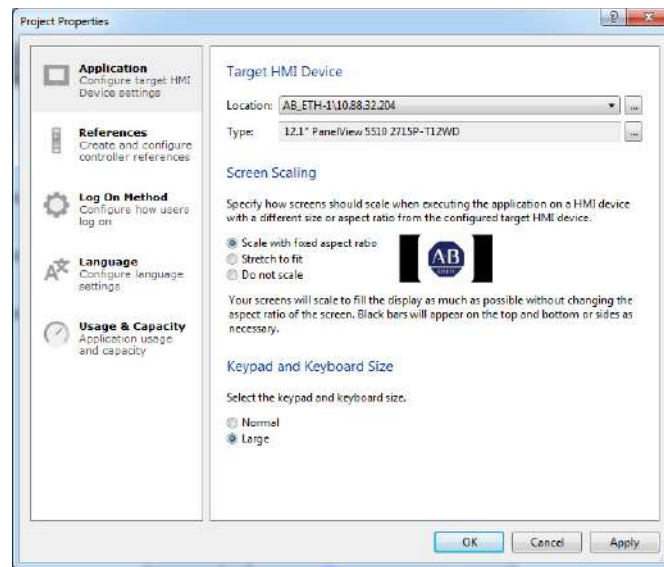 Project Properties
Application
Configure target HMI
Device settings
References
Create and configure
controller references
Log On Method
Configure how users
log on
Language
Configure language
settings
Usage & Capacity
Application usage
and capacity
Target HMI Device
Location: AB_ETH-1\10.88.32.204
Type: 12.1" PanelView 5510 2715P-T12WD
Screen Scaling
Specify how screens should scale when executing the application on a HMI device
with a different size or aspect ratio from the configured target HMI device.
Scale with fixed aspect ratio
Stretch to fit
Do not scale
AB
Your screens will scale to fill the display as much as possible without changing the
aspect ratio of the screen. Black bars will appear on the top and bottom or sides as
necessary.
Keypad and Keyboard Size
Select the keypad and keyboard size.
Normal
Large
OK Cancel Apply